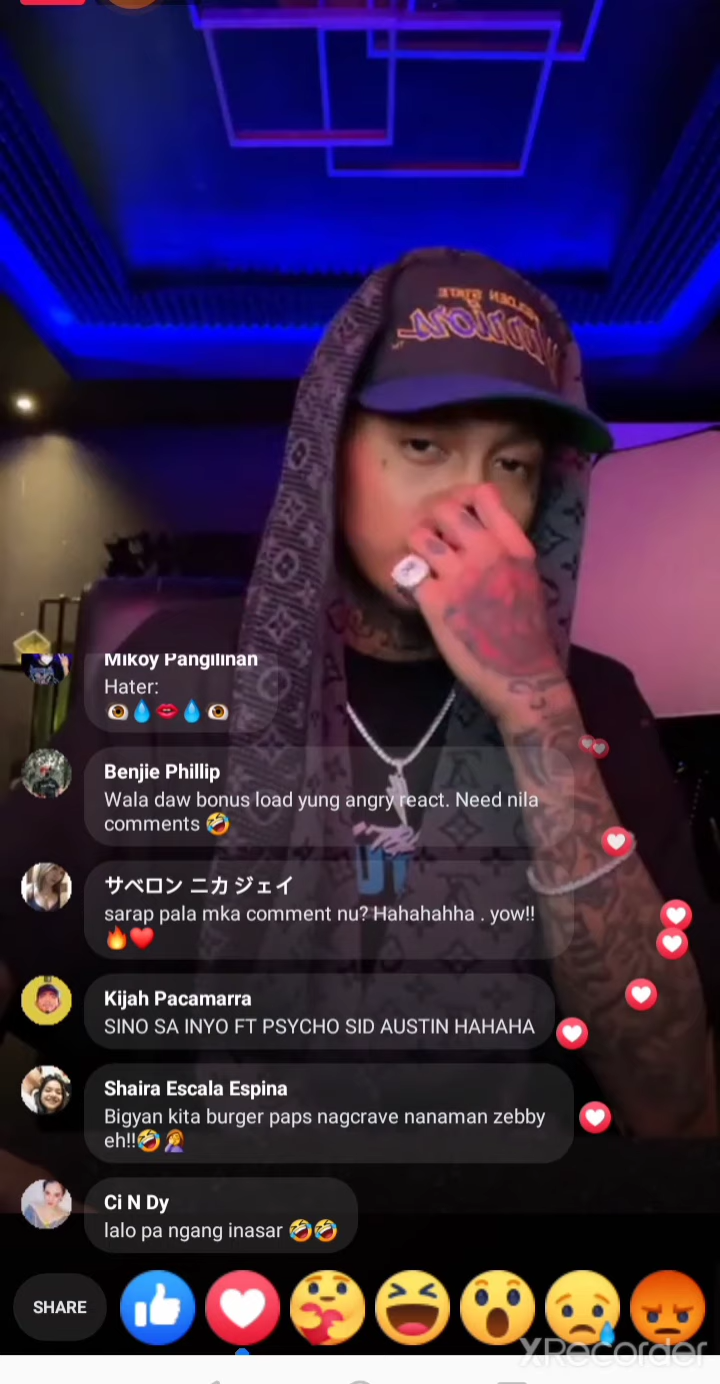 GOLDEN STATE
Warriors
Mikoy Pangilinan
Hater:
👁️💧👄💧👁️
Benjie Phillip
Wala daw bonus load yung angry react. Need nila
comments 🤣
サベロン ニカ ジェイ
sarap pala mka comment nu? Hahahahha . yow!!
🔥❤️
Kijah Pacamarra
SINO SA INYO FT PSYCHO SID AUSTIN HAHAHA
Shaira Escala Espina
Bigyan kita burger paps nagcrave nanaman zebby
eh!!🤣🤦
Ci N Dy
lalo pa ngang inasar 🤣🤣
SHARE
XRecorder